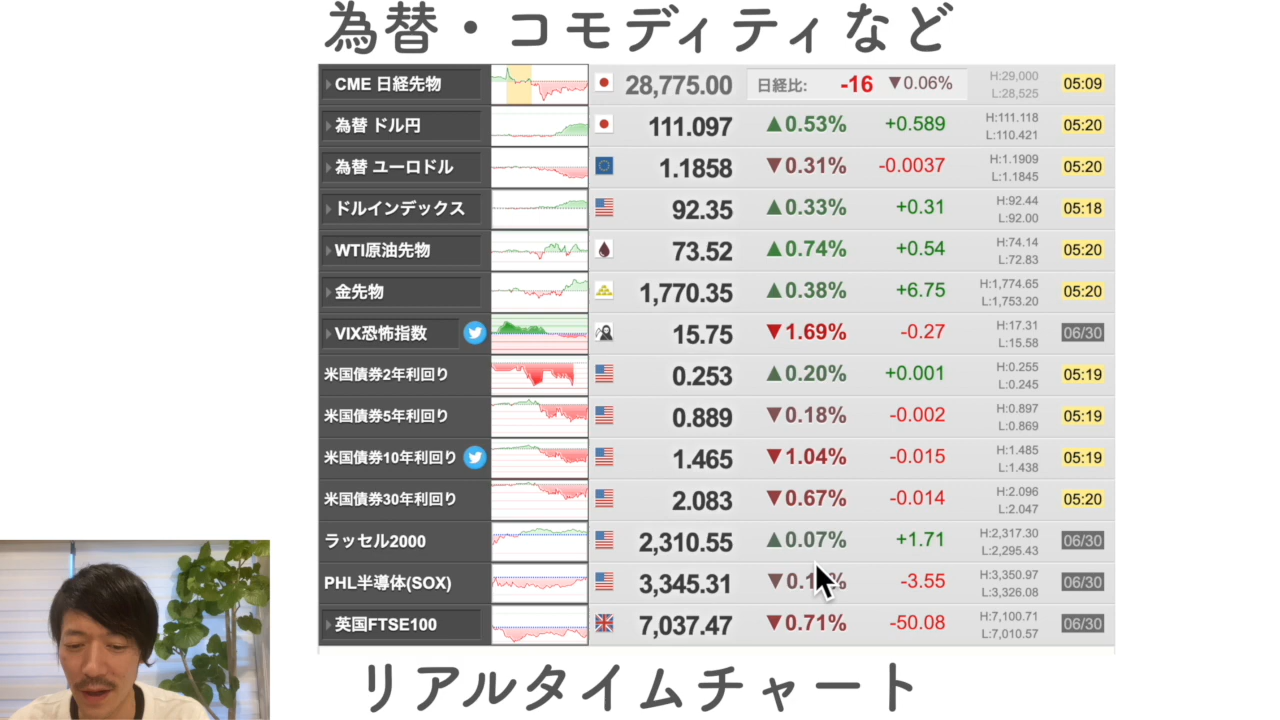 為替・コモディティなど
CME 日経先物 28,775.00 日経比: -16 ▼0.06% H:29,000 L:28,525 05:09
為替 ドル円 111.097 ▲0.53% +0.589 H:111.118 L:110.421 05:20
為替 ユーロドル 1.1858 ▼0.31% -0.0037 H:1.1909 L:1.1845 05:20
ドルインデックス 92.35 ▲0.33% +0.31 H:92.44 L:92.00 05:18
WTI原油先物 73.52 ▲0.74% +0.54 H:74.14 L:72.83 05:20
金先物 1,770.35 ▲0.38% +6.75 H:1,774.65 L:1,753.20 05:20
VIX恐怖指数 15.75 ▼1.69% -0.27 H:17.31 L:15.58 06/30
米国債券2年利回り 0.253 ▲0.20% +0.001 H:0.255 L:0.245 05:19
米国債券5年利回り 0.889 ▼0.18% -0.002 H:0.897 L:0.869 05:19
米国債券10年利回り 1.465 ▼1.04% -0.015 H:1.485 L:1.438 05:19
米国債券30年利回り 2.083 ▼0.67% -0.014 H:2.096 L:2.047 05:20
ラッセル2000 2,310.55 ▲0.07% +1.71 H:2,317.30 L:2,295.43 06/30
PHL半導体(SOX) 3,345.31 -3.55 H:3,350.97 L:3,326.08 06/30
英国FTSE100 7,037.47 ▼0.71% -50.08 H:7,100.71 L:7,010.57 06/30
リアルタイムチャート